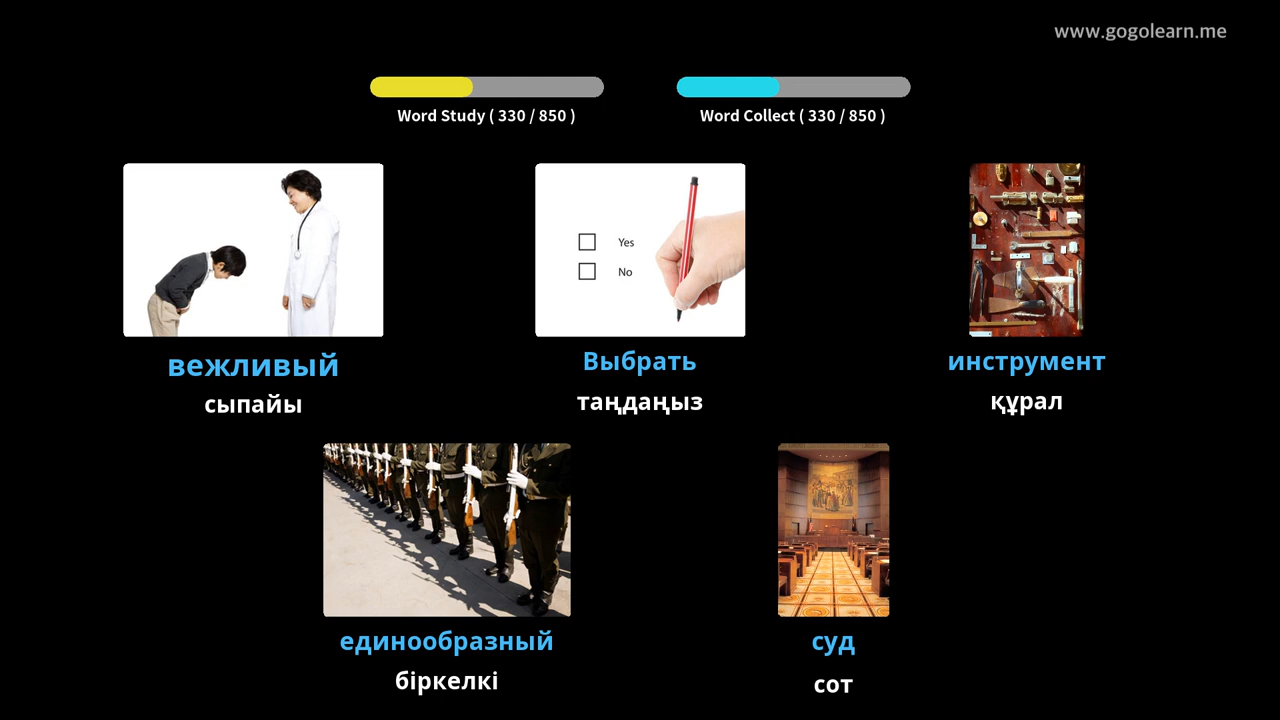 www.gogolearn.me
Word Study ( 330 / 850 )
Word Collect ( 330 / 850 )
Yes
No
вежливый
сыпайы
Выбрать
таңдаңыз
инструмент
құрал
единообразный
біркелкі
суд
сот